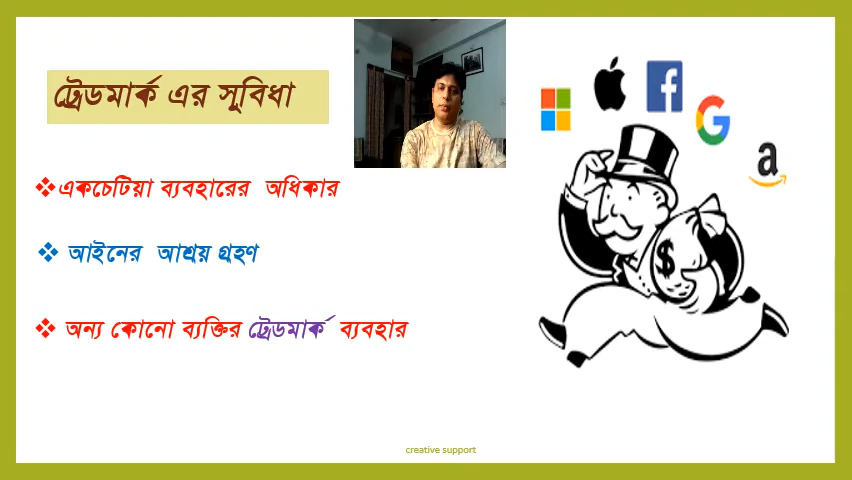 ট্রেডমার্ক এর সুবিধা
❖একচেটিয়া ব্যবহারের অধিকার
❖ আইনের আশ্রয় গ্রহণ
❖ অন্য কোনো ব্যক্তির ট্রেডমার্ক ব্যবহার
creative support